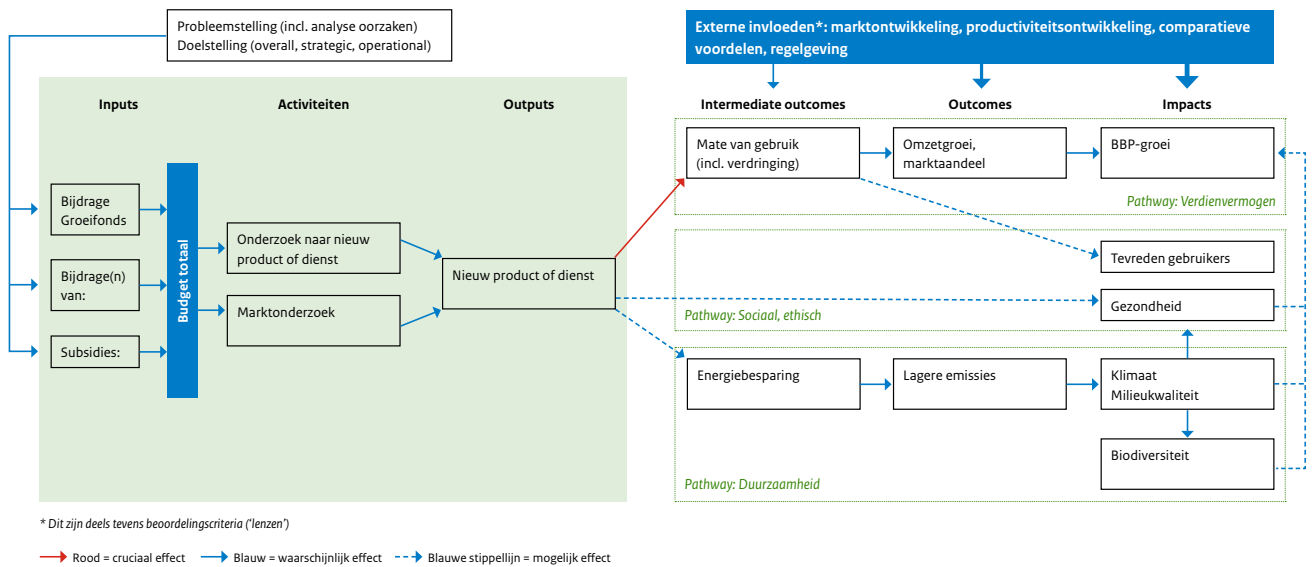 Probleemstelling (incl. analyse oorzaken)
Doelstelling (overall, strategic, operational)
Externe invloeden*: marktontwikkeling, productiviteitsontwikkeling, comparatieve
voordelen, regelgeving
Inputs
Activiteiten
Outputs
Intermediate outcomes
Outcomes
Impacts
Bijdrage
Groeifonds
Bijdrage(n)
van:
Subsidies:
Budget totaal
Onderzoek naar nieuw
product of dienst
Marktonderzoek
Nieuw product of dienst
Mate van gebruik
(incl. verdringing)
Omzetgroei,
marktaandeel
BBP-groei
Pathway: Verdienvermogen
Tevreden gebruikers
Gezondheid
Pathway: Sociaal, ethisch
Energiebesparing
Lagere emissies
Klimaat
Milieukwaliteit
Biodiversiteit
Pathway: Duurzaamheid
* Dit zijn deels tevens beoordelingscriteria (‘lenzen’)
Rood = cruciaal effect
Blauw = waarschijnlijk effect
Blauwe stippellijn = mogelijk effect